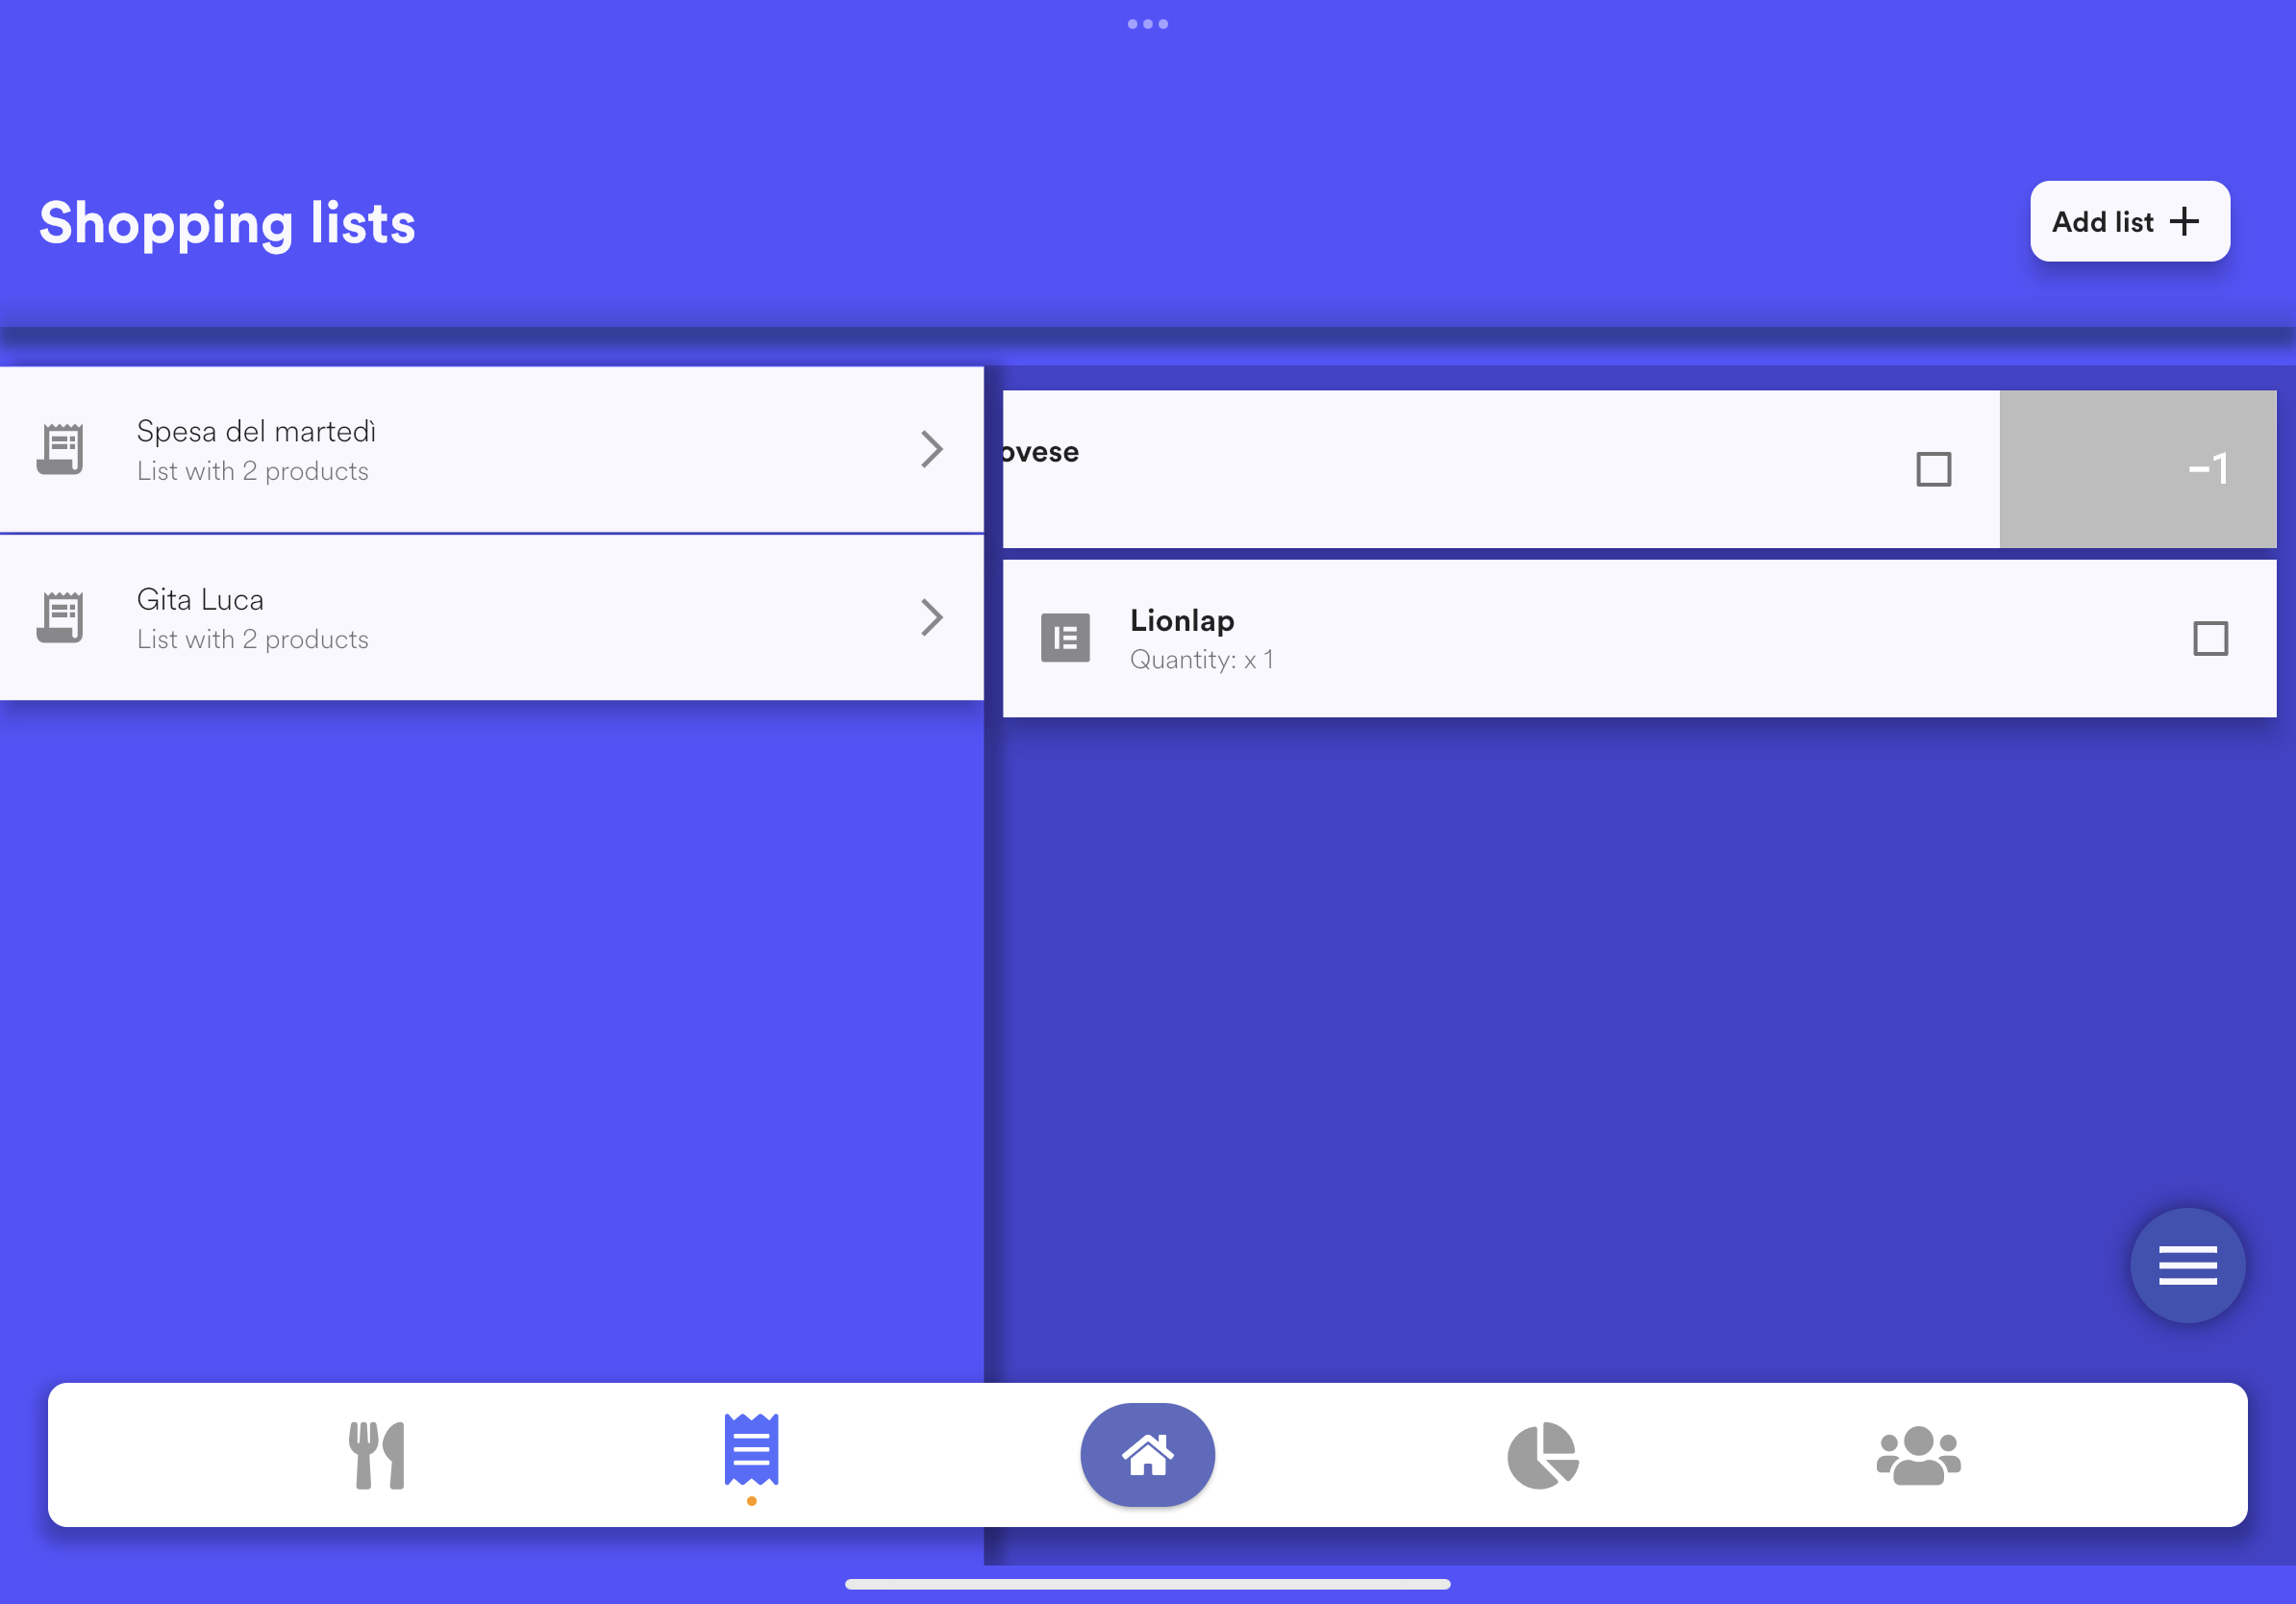 Shopping lists
Add list
Spesa del martedì
List with 2 products
Gita Luca
List with 2 products
ovese
−1
Lionlap
Quantity: x 1